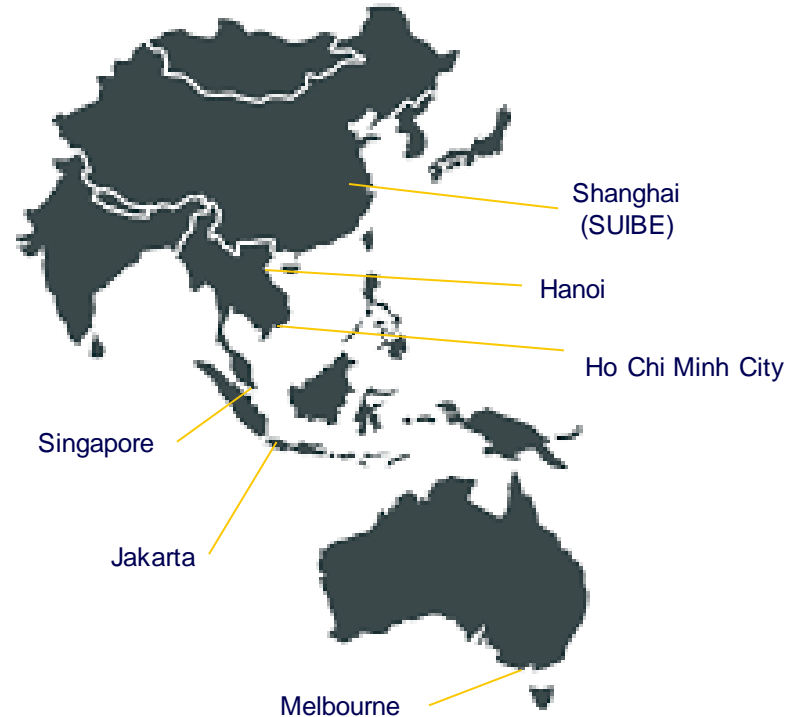 Shanghai
(SUIBE)
Hanoi
Ho Chi Minh City
Singapore
Jakarta
Melbourne